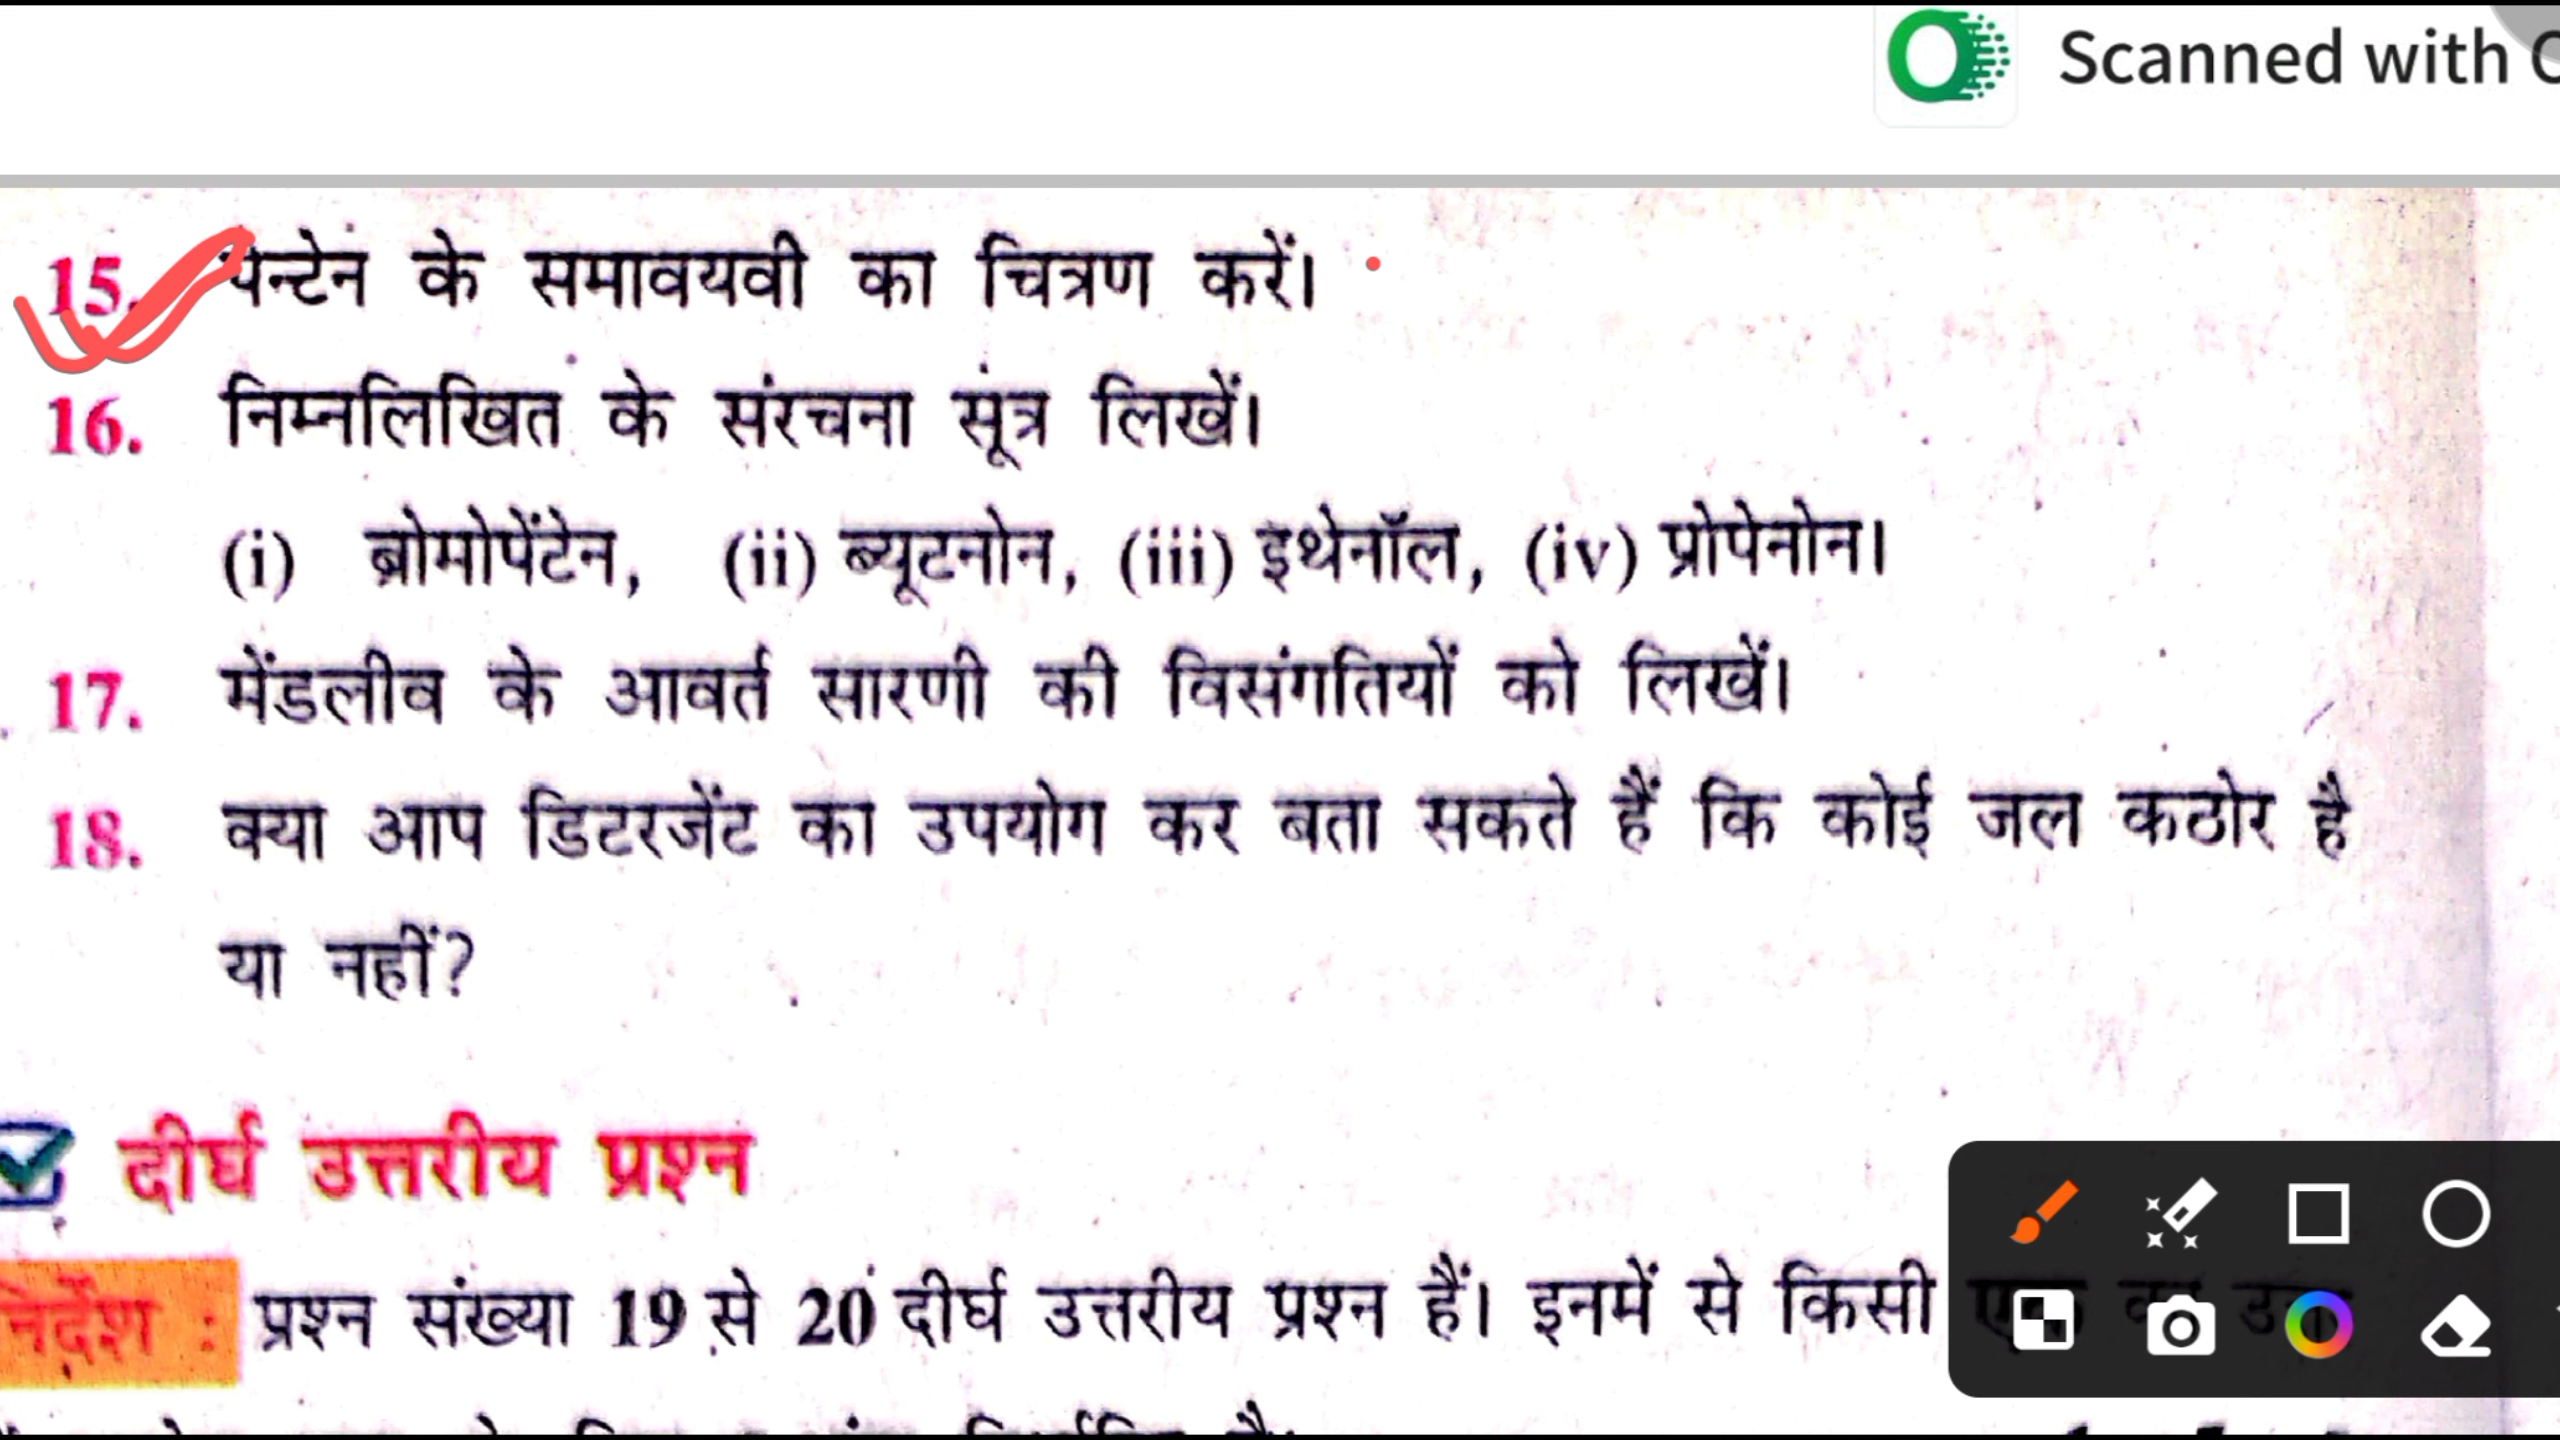 Scanned with
15. पेन्टेन के समावयवी का चित्रण करें।
16. निम्नलिखित के संरचना सूत्र लिखें।
(i) ब्रोमोपेंटेन, (ii) ब्यूटनोन, (iii) इथेनॉल, (iv) प्रोपेनोन।
17. मेंडलीव के आवर्त सारणी की विसंगतियों को लिखें।
18. क्या आप डिटरजेंट का उपयोग कर बता सकते हैं कि कोई जल कठोर है
या नहीं?
दीर्घ उत्तरीय प्रश्न
निर्देश : प्रश्न संख्या 19 से 20 दीर्घ उत्तरीय प्रश्न हैं। इनमें से किसी